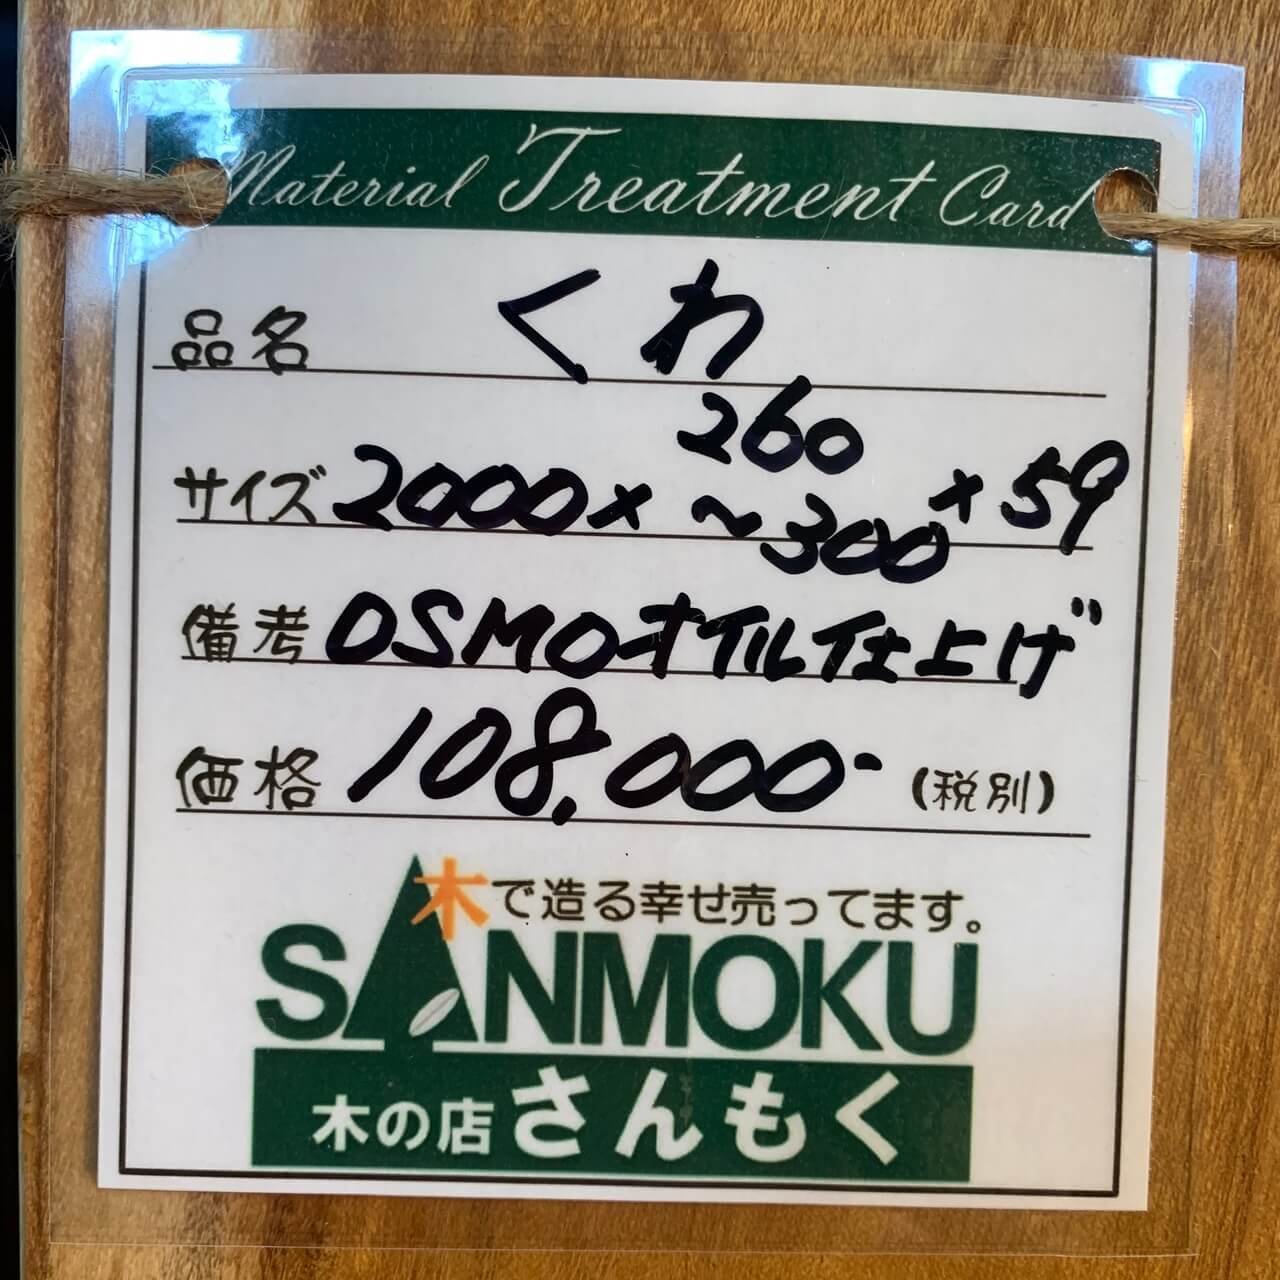 Material Treatment Card
品名 くわ
サイズ 2000× 260~300 ×59
備考 OSMOオイル仕上げ
価格 108,000- (税別)
木で造る幸せ売ってます。
SANMOKU
木の店 さんもく